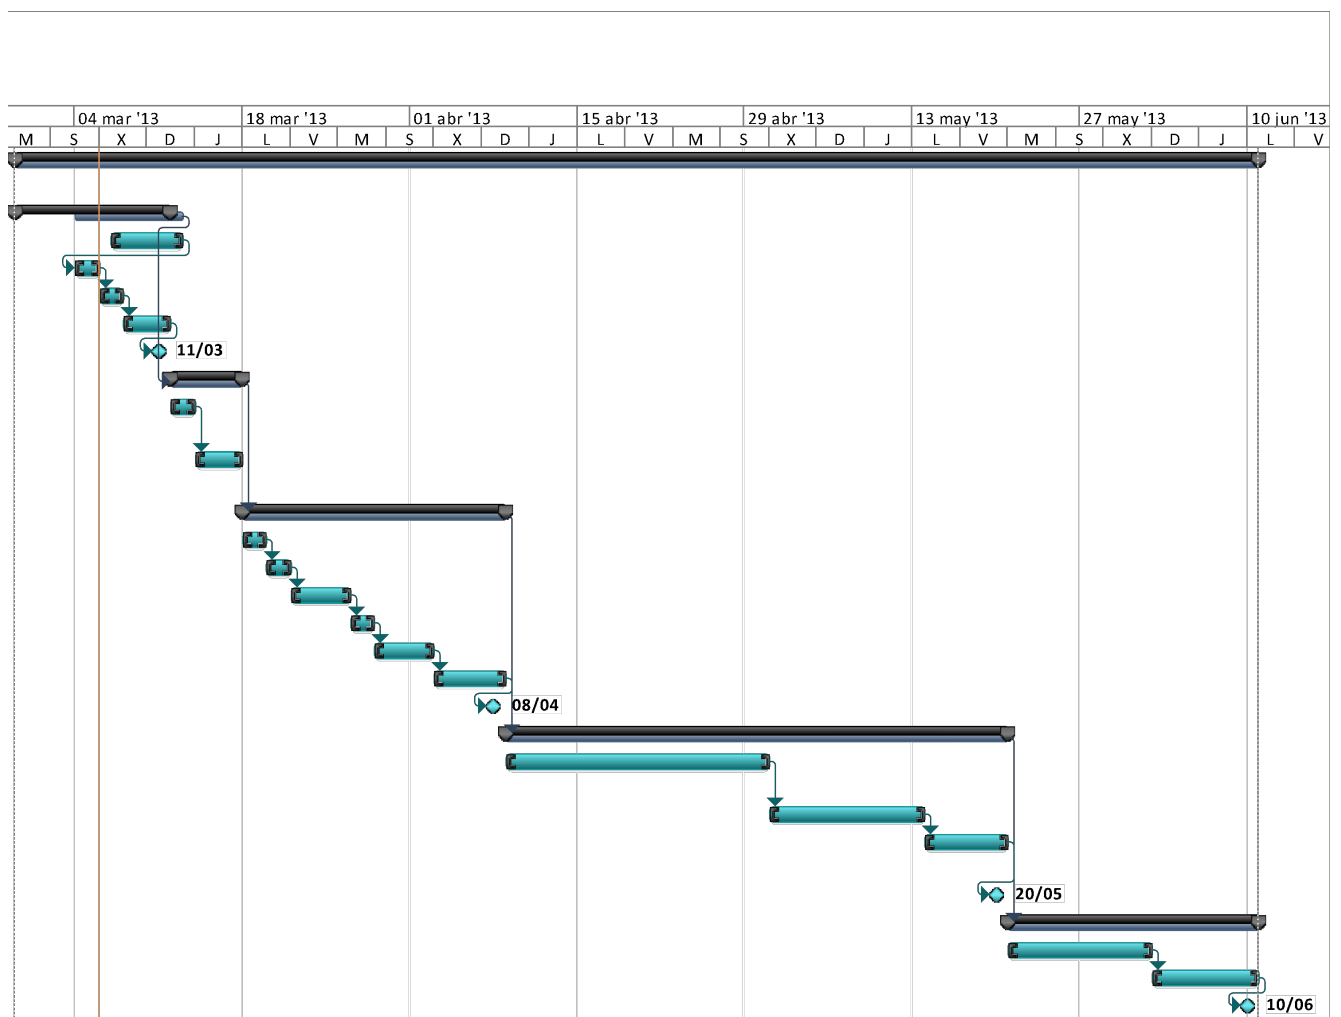 04 mar '13 18 mar '13 01 abr '13 15 abr '13 29 abr '13 13 may '13 27 may '13 10 jun '13
M S X D J L V M S X D J L V M S X D J L V M S X D J L V
11/03
08/04
20/05
10/06